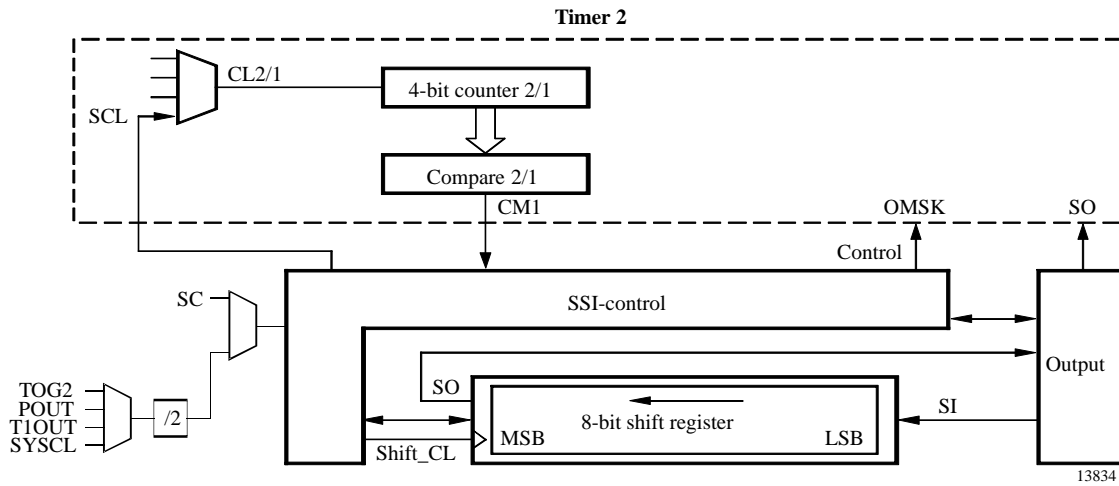 Timer 2
CL2/1
4-bit counter 2/1
SCL
Compare 2/1
CM1
OMSK
SO
Control
SC
SSI-control
Output
TOG2
POUT
T1OUT
SYSCL
/2
SO
SI
8-bit shift register
MSB
LSB
Shift_CL
13834